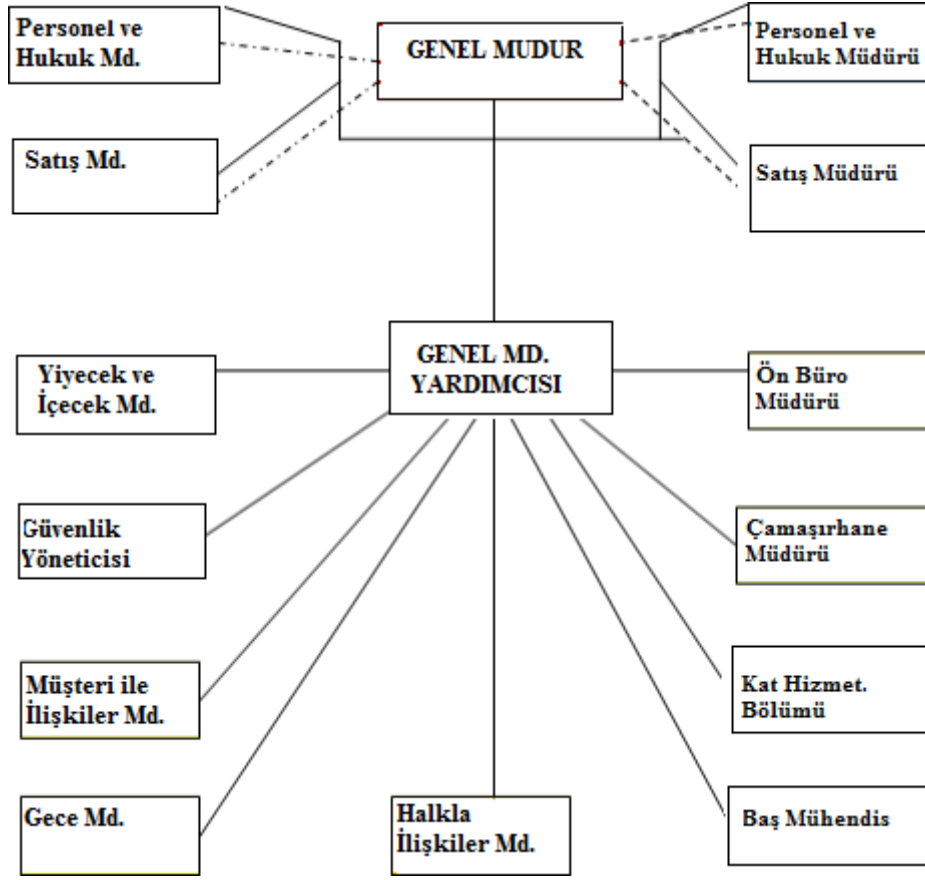 Personel ve
Hukuk Md.
GENEL MUDUR
Personel ve
Hukuk Müdürü
Satış Md.
Satış Müdürü
GENEL MD.
YARDIMCISI
Yiyecek ve
İçecek Md.
Ön Büro
Müdürü
Güvenlik
Yöneticisi
Çamaşırhane
Müdürü
Müşteri ile
İlişkiler Md.
Kat Hizmet.
Bölümü
Gece Md.
Halkla
İlişkiler Md.
Baş Mühendis